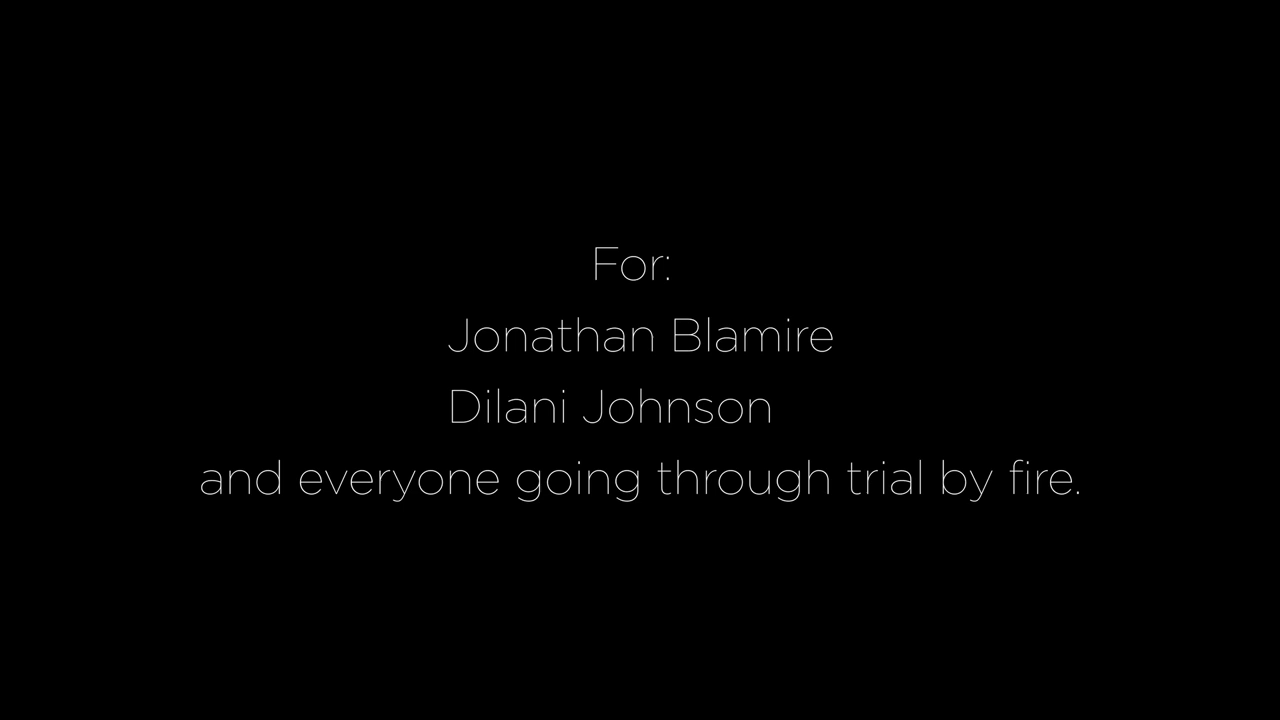 For:
Jonathan Blamire
Dilani Johnson
and everyone going through trial by fire.